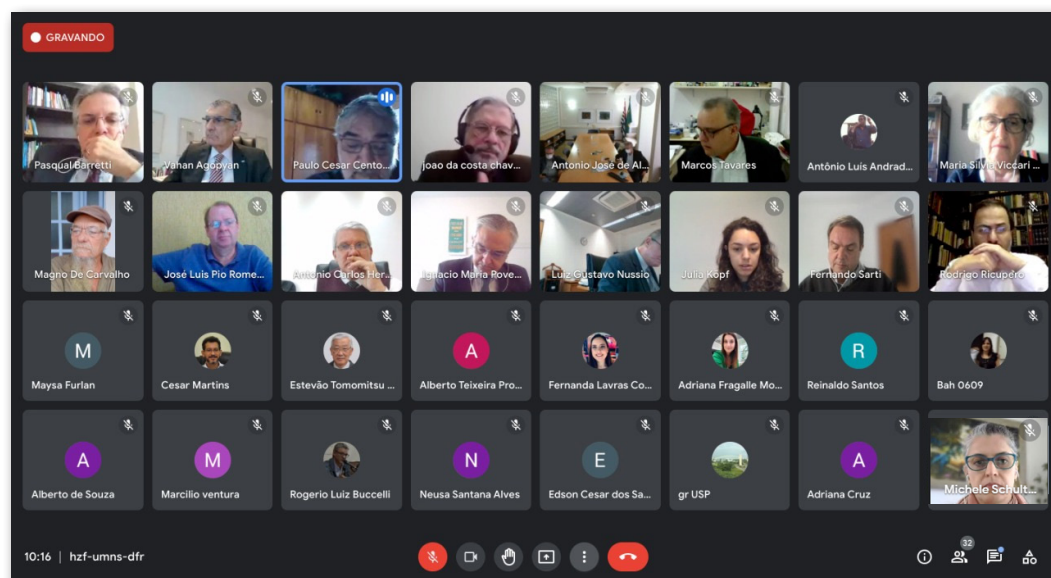 GRAVANDO
Pasqual Barretti
Vahan Agopyan
Paulo Cesar Cento...
joao da costa chav...
Antonio José de Al...
Marcos Tavares
Antônio Luís Andrad...
Maria Silvia Viccari ...
Magno De Carvalho
José Luis Pio Rome...
Antonio Carlos Her...
Ignacio Maria Pove...
Luiz Gustavo Nussio
Julia Köpf
Fernando Sarti
Rodrigo Ricupero
M
A
R
Maysa Furlan
Cesar Martins
Estevão Tomomitsu ...
Alberto Teixeira Pro...
Fernanda Lavras Co...
Adriana Fragalle Mo...
Reinaldo Santos
Bah 0609
A
M
N
E
A
Alberto de Souza
Marcilio ventura
Rogerio Luiz Buccelli
Neusa Santana Alves
Edson Cesar dos Sa...
gr USP
Adriana Cruz
Michele Schult...
10:16 | hzf-umns-dfr
32